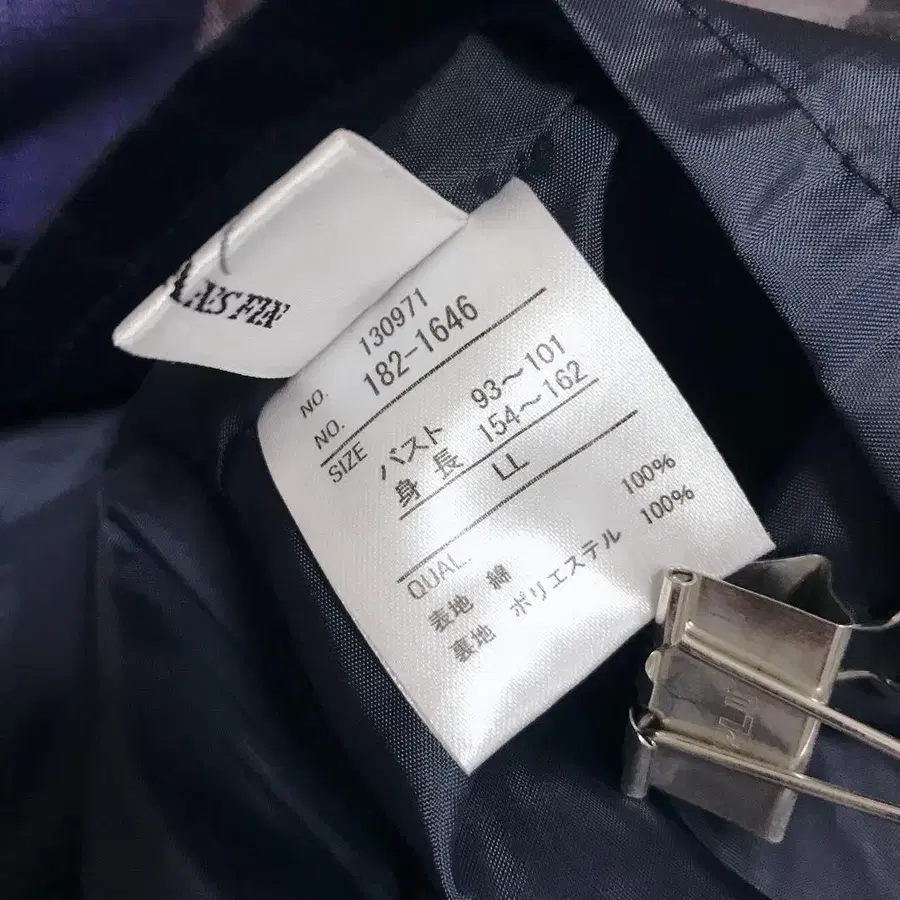 NO. 130971
NO. 182-1646
SIZE
バスト 93～101
身長 154～162
LL
QUAL.
表地 綿 100%
裏地 ポリエステル 100%